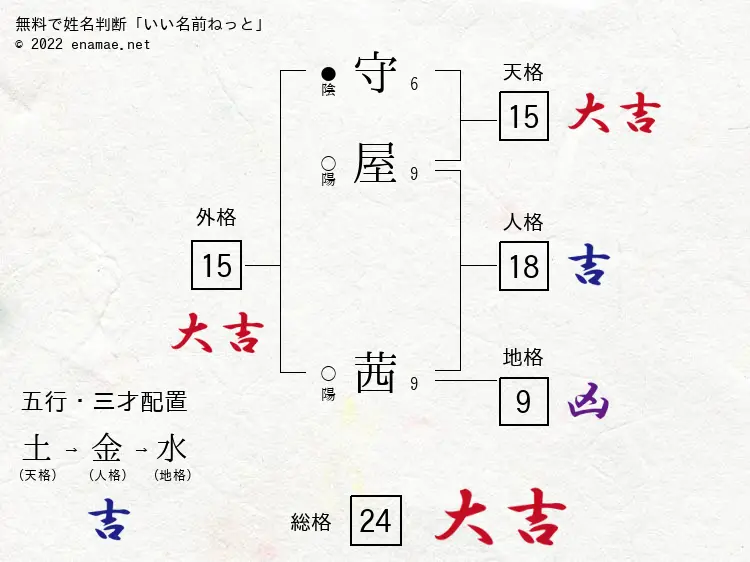 無料で姓名判断「いい名前ねっと」
© 2022 enamae.net
● 陰 守 6
天格
15 大吉
○ 陽 屋 9
外格
15
大吉
人格
18 吉
地格
9 凶
○ 陽 茜 9
五行・三才配置
土→金→水
(天格) (人格) (地格)
吉
総格 24 大吉